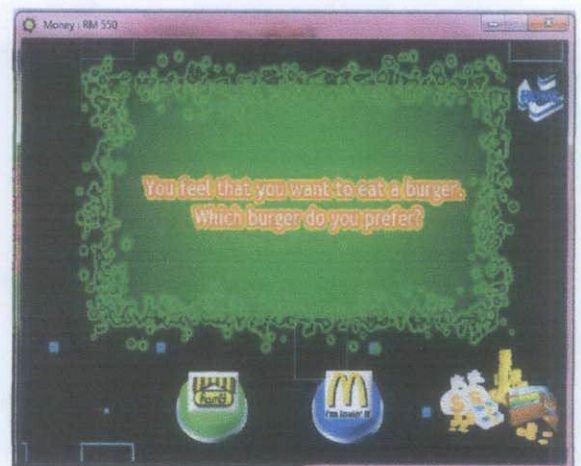 Money : RM 550
You feel that you want to eat a burger.
Which burger do you prefer?
i'm lovin' it